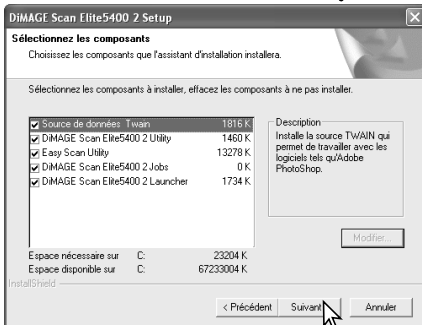 DiMAGE Scan Elite5400 2 Setup
Sélectionnez les composants
Choisissez les composants que l'assistant d'installation installera.
Sélectionnez les composants à installer, effacez les composants à ne pas installer.
Source de données Twain 1816 K
DiMAGE Scan Elite5400 2 Utility 1460 K
Easy Scan Utility 13278 K
DiMAGE Scan Elite5400 2 Jobs 0 K
DiMAGE Scan Elite5400 2 Launcher 1734 K
Description
Installe la source TWAIN qui
permet de travailler avec les
logiciels tels qu'Adobe
PhotoShop.
Modifier...
Espace nécessaire sur C: 23204 K
Espace disponible sur C: 67233004 K
InstallShield
< Précédent Suivant Annuler